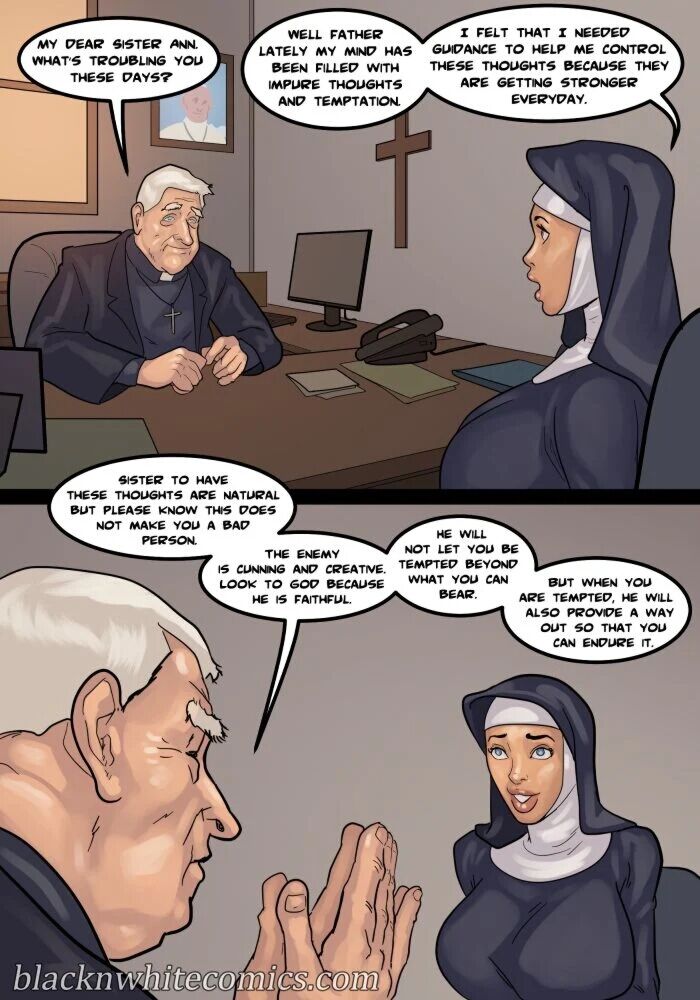 MY DEAR SISTER ANN.
WHAT'S TROUBLING YOU
THESE DAYS?
WELL FATHER
LATELY MY MIND HAS
BEEN FILLED WITH
IMPURE THOUGHTS
AND TEMPTATION.
I FELT THAT I NEEDED
GUIDANCE TO HELP ME CONTROL
THESE THOUGHTS BECAUSE THEY
ARE GETTING STRONGER
EVERYDAY.
SISTER TO HAVE
THESE THOUGHTS ARE NATURAL
BUT PLEASE KNOW THIS DOES
NOT MAKE YOU A BAD
PERSON.
THE ENEMY
IS CUNNING AND CREATIVE.
LOOK TO GOD BECAUSE
HE IS FAITHFUL.
HE WILL
NOT LET YOU BE
TEMPTED BEYOND
WHAT YOU CAN
BEAR.
BUT WHEN YOU
ARE TEMPTED, HE WILL
ALSO PROVIDE A WAY
OUT SO THAT YOU
CAN ENDURE IT.
blacknwhitecomics.com